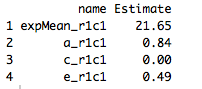 name Estimate
1 expMean_r1c1 21.65
2 a_r1c1 0.84
3 c_r1c1 0.00
4 e_r1c1 0.49